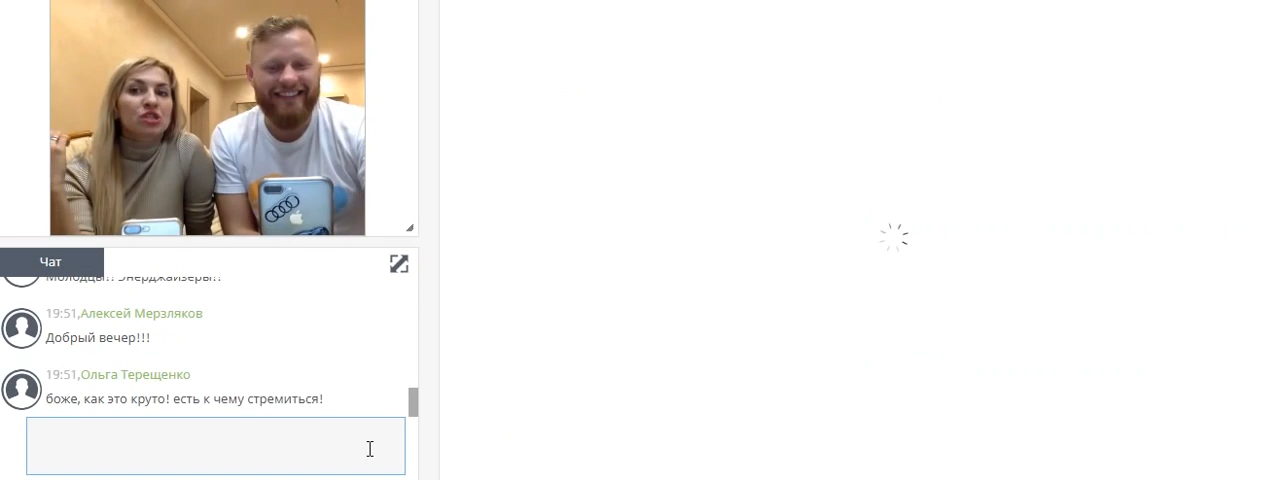 Чат
Молодцы!! Энерджайзеры!!
19:51,Алексей Мерзляков
Добрый вечер!!!
19:51,Ольга Терещенко
боже, как это круто! есть к чему стремиться!